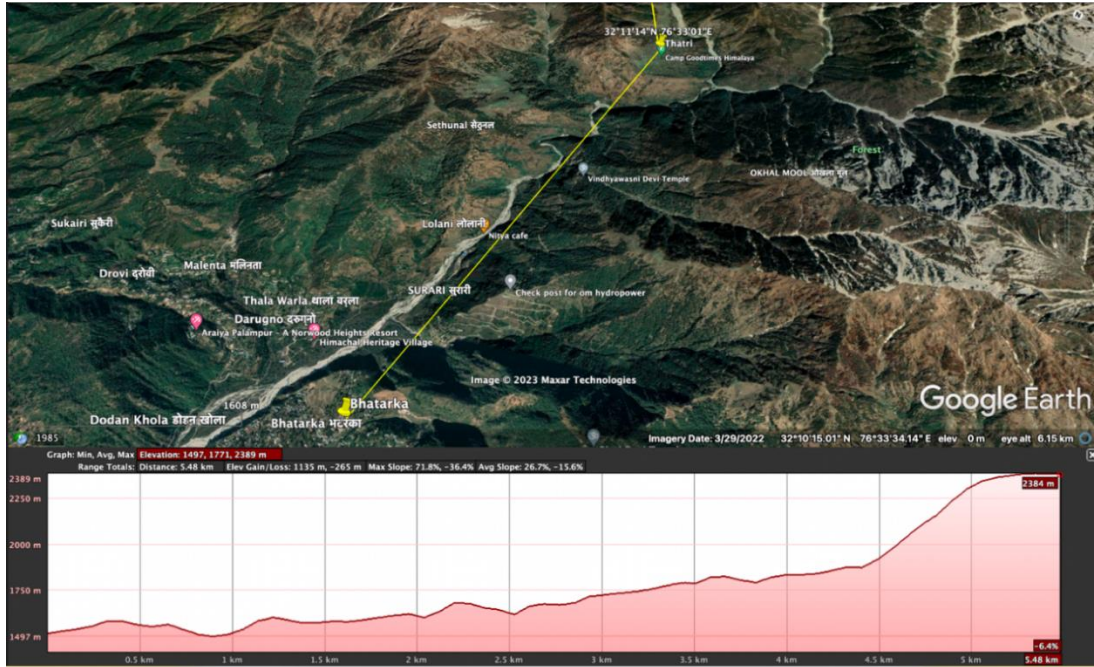 32°11'14"N 76°33'01"E
Thatri
Camp Goodtimes Himalaya
Sethunal सेठुनल
Forest
Vindhyawasni Devi Temple
Sukairi सुकैरी
Lolani लोलानी
Nitya cafe
Malenta मंलिनता
Drovi दरोवी
SURARI सुरारी
Check post for om hydropower
Thala Warla थाला वर्ला
Darugno दरूगनो
Araiya Palampur - A Norwood Heights Resort
Himachal Heritage Village
Image © 2023 Maxar Technologies
Google Earth
1608 m
Bhatarka
Dodan Khola डोहन खोला
Bhatarka भटरका
1985
Imagery Date: 3/29/2022 32°10'15.01" N 76°33'34.14" E elev 0 m eye alt 6.15 km
Graph: Min, Avg, Max Elevation: 1497, 1771, 2389 m
Range Totals: Distance: 5.48 km Elev Gain/Loss: 1135 m, -265 m Max Slope: 71.8%, -36.4% Avg Slope: 26.7%, -15.6%
2389 m
2384 m
2250 m
2000 m
1750 m
1497 m
-6.4%
0.5 km 1 km 1.5 km 2 km 2.5 km 3 km 3.5 km 4 km 4.5 km 5 km 5.48 km